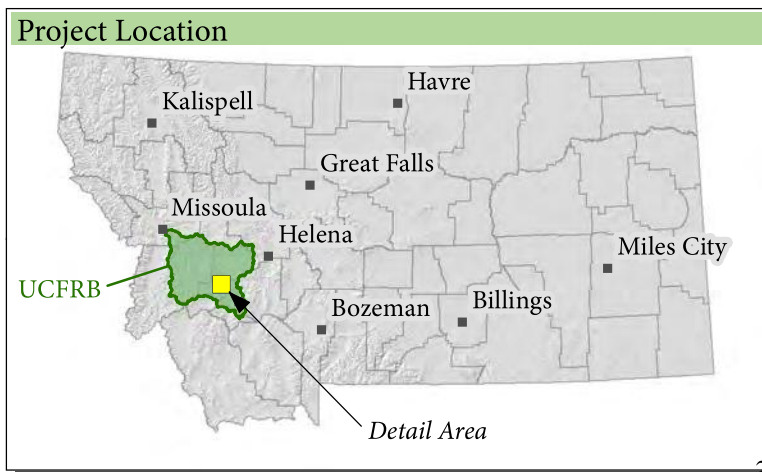 Project Location
Havre
Kalispell
Great Falls
Missoula
Helena
Miles City
UCFRB
Bozeman
Billings
Detail Area